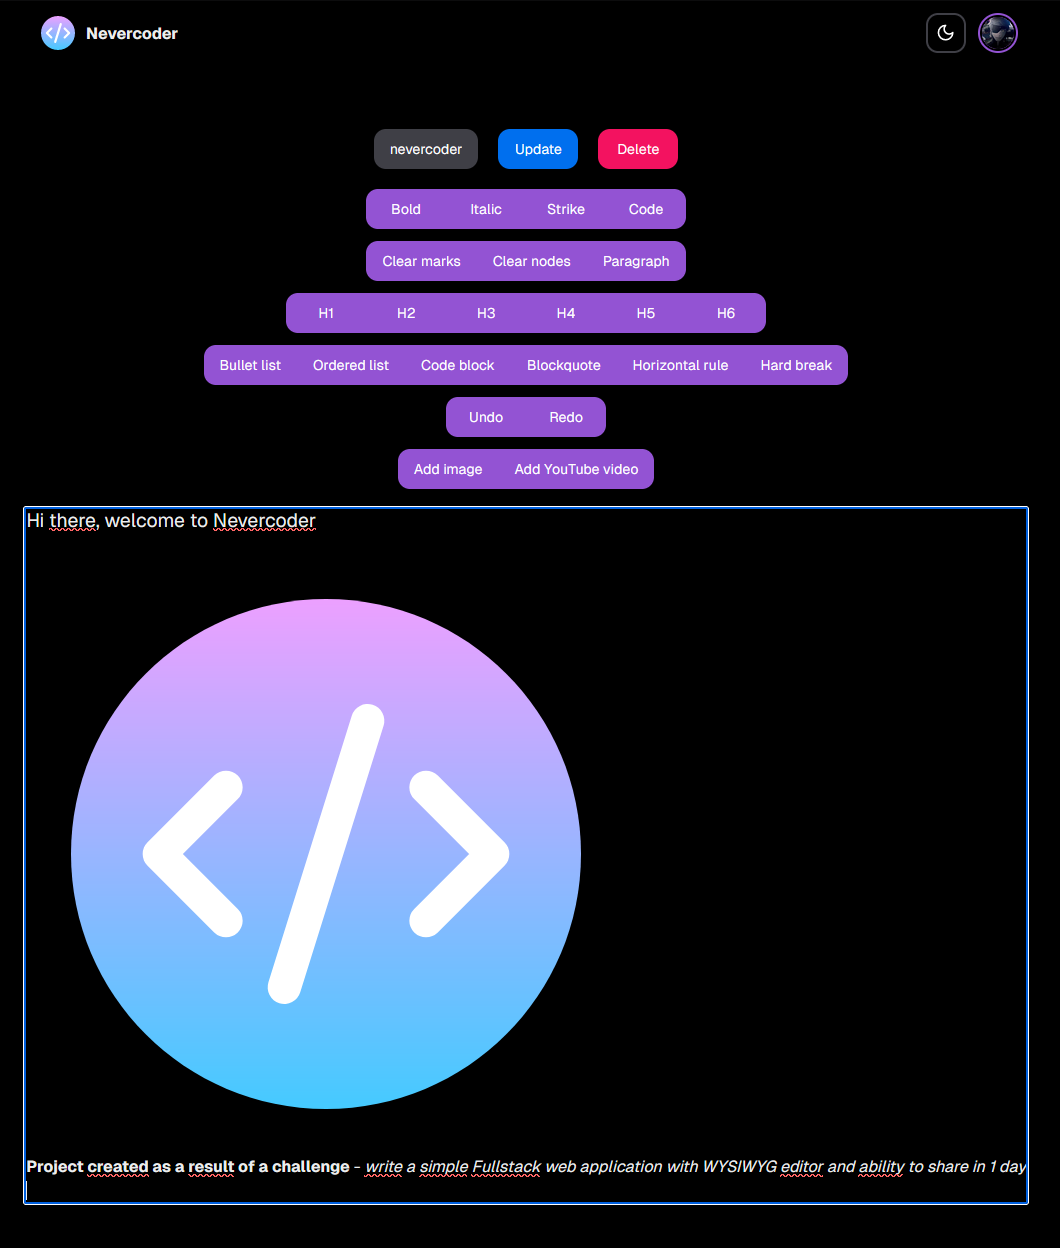 Nevercoder
nevercoder Update Delete
Bold Italic Strike Code
Clear marks Clear nodes Paragraph
H1 H2 H3 H4 H5 H6
Bullet list Ordered list Code block Blockquote Horizontal rule Hard break
Undo Redo
Add image Add YouTube video
Hi there, welcome to Nevercoder
Project created as a result of a challenge - write a simple Fullstack web application with WYSIWYG editor and ability to share in 1 day